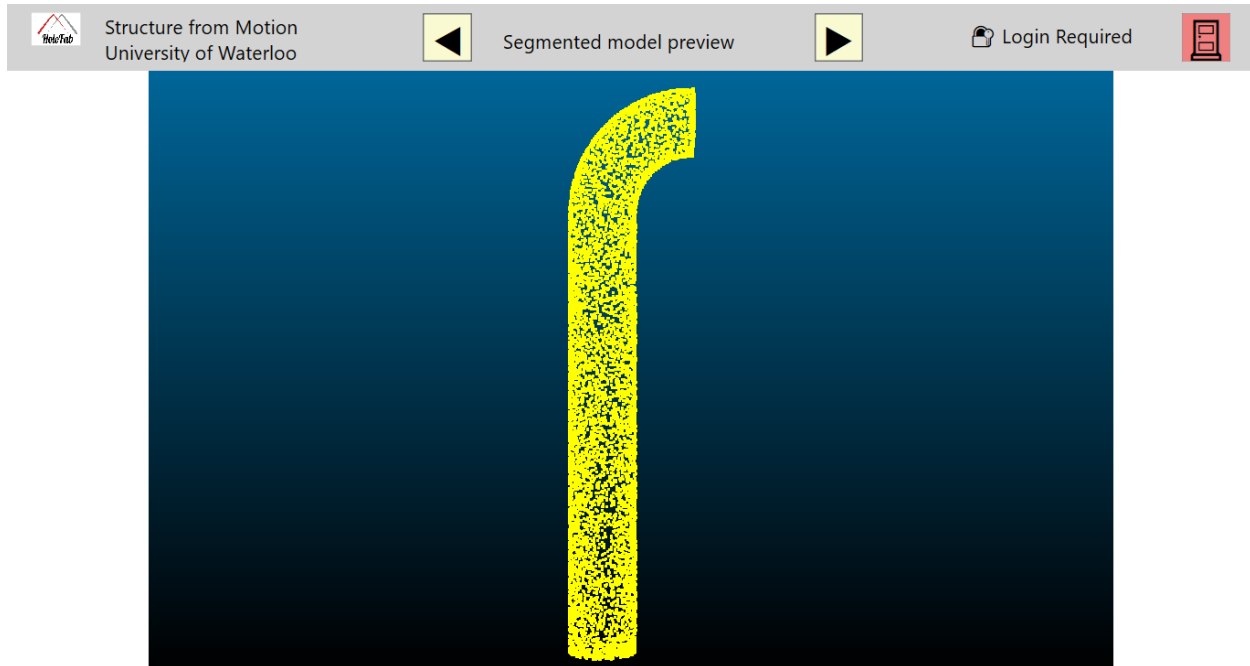 HoloFab
Structure from Motion
University of Waterloo
Segmented model preview
Login Required